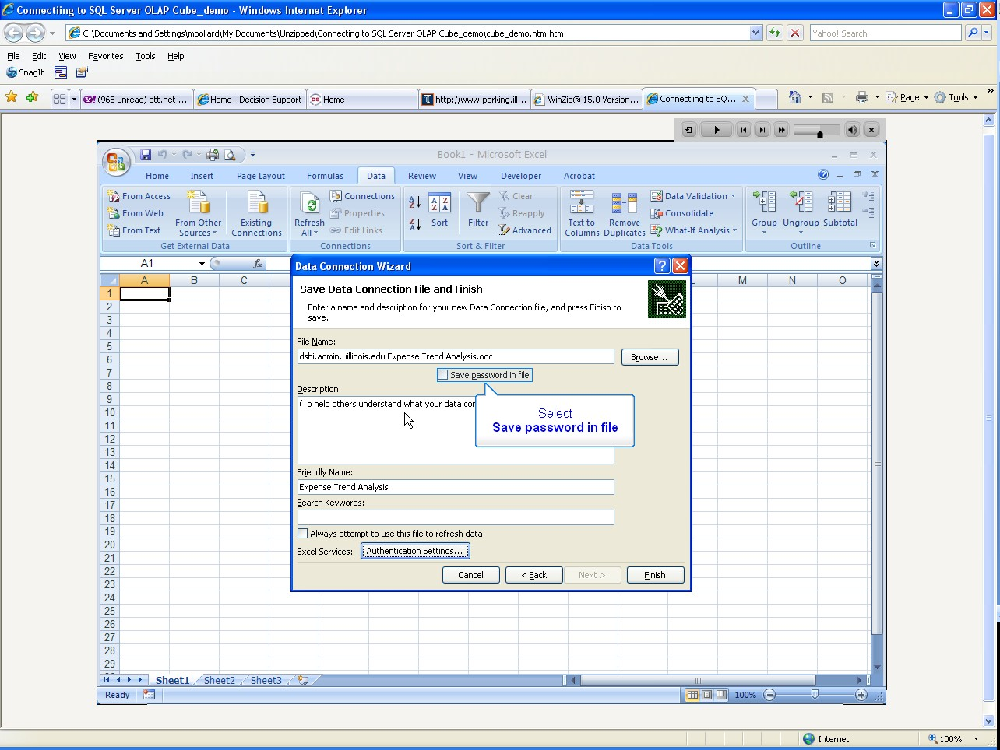 Connectiing to SQL Server OLAP Cube_demo - Windows Internet Explorer
C:\Documents and Settings\mpollard\My Documents\Unzipped\Connecting to SQL Server OLAP Cube_demo\cube_demo.htm.htm
Yahoo! Search
File Edit View Favorites Tools Help
SnagIt
(968 unread) att.net ...
Home - Decision Support
Home
http://www.parking.ill...
WinZip® 15.0 Version...
Connectiing to SQ...
Page
Tools
Book1 - Microsoft Excel
Home Insert Page Layout Formulas Data Review View Developer Acrobat
From Access
From Web
From Text
From Other Sources
Existing Connections
Get External Data
Refresh All
Connections
Properties
Edit Links
Connections
Sort
Filter
Clear
Reapply
Advanced
Sort & Filter
Text to Columns
Remove Duplicates
Data Validation
Consolidate
What-If Analysis
Data Tools
Group
Ungroup
Subtotal
Outline
A1
fx
A B C M N O
1
2
3
4
5
6
7
8
9
10
11
12
13
14
15
16
17
18
19
20
21
22
23
24
25
26
27
28
29
Data Connection Wizard
Save Data Connection File and Finish
Enter a name and description for your new Data Connection file, and press Finish to
save.
File Name:
dsbi.admin.uillinois.edu Expense Trend Analysis.odc
Browse...
Save password in file
Description:
(To help others understand what your data con
Select
Save password in file
Friendly Name:
Expense Trend Analysis
Search Keywords:
Always attempt to use this file to refresh data
Excel Services: Authentication Settings...
Cancel < Back Next > Finish
Sheet1 Sheet2 Sheet3
Ready
100%
Internet
100%